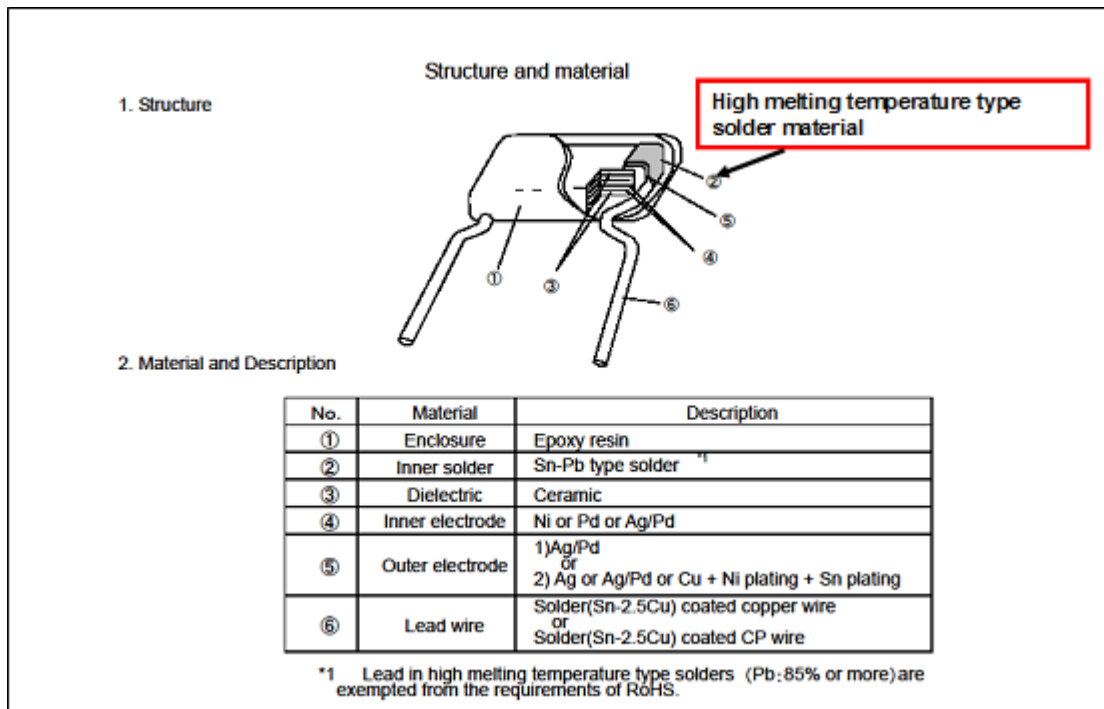 Structure and material
1. Structure
High melting temperature type
solder material
②
⑤
④
①
③
⑥
2. Material and Description
No. Material Description
① Enclosure Epoxy resin
② Inner solder Sn-Pb type solder *1
③ Dielectric Ceramic
④ Inner electrode Ni or Pd or Ag/Pd
⑤ Outer electrode 1)Ag/Pd
or
2) Ag or Ag/Pd or Cu + Ni plating + Sn plating
⑥ Lead wire Solder(Sn-2.5Cu) coated copper wire
or
Solder(Sn-2.5Cu) coated CP wire
*1 Lead in high melting temperature type solders (Pb:85% or more)are
exempted from the requirements of RoHS.